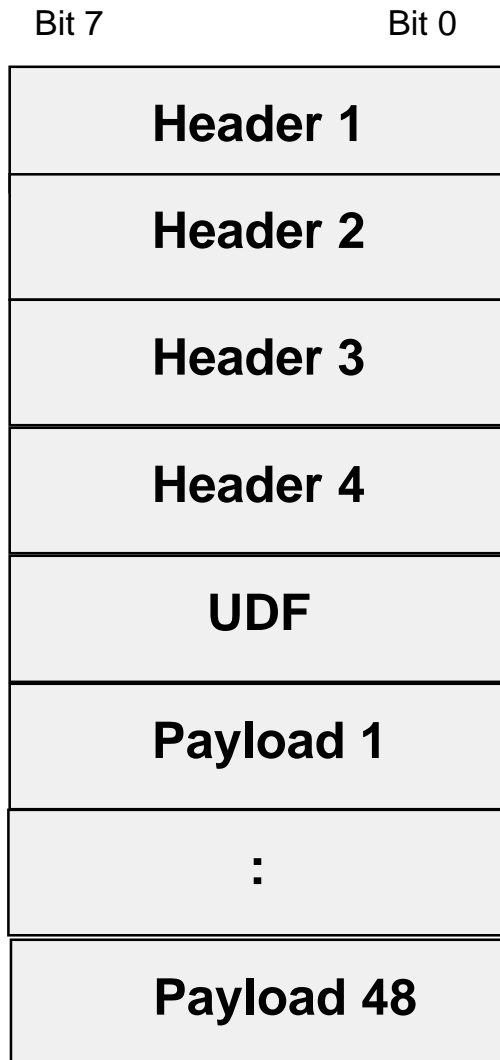 Bit 7 Bit 0
Header 1
Header 2
Header 3
Header 4
UDF
Payload 1
:
Payload 48